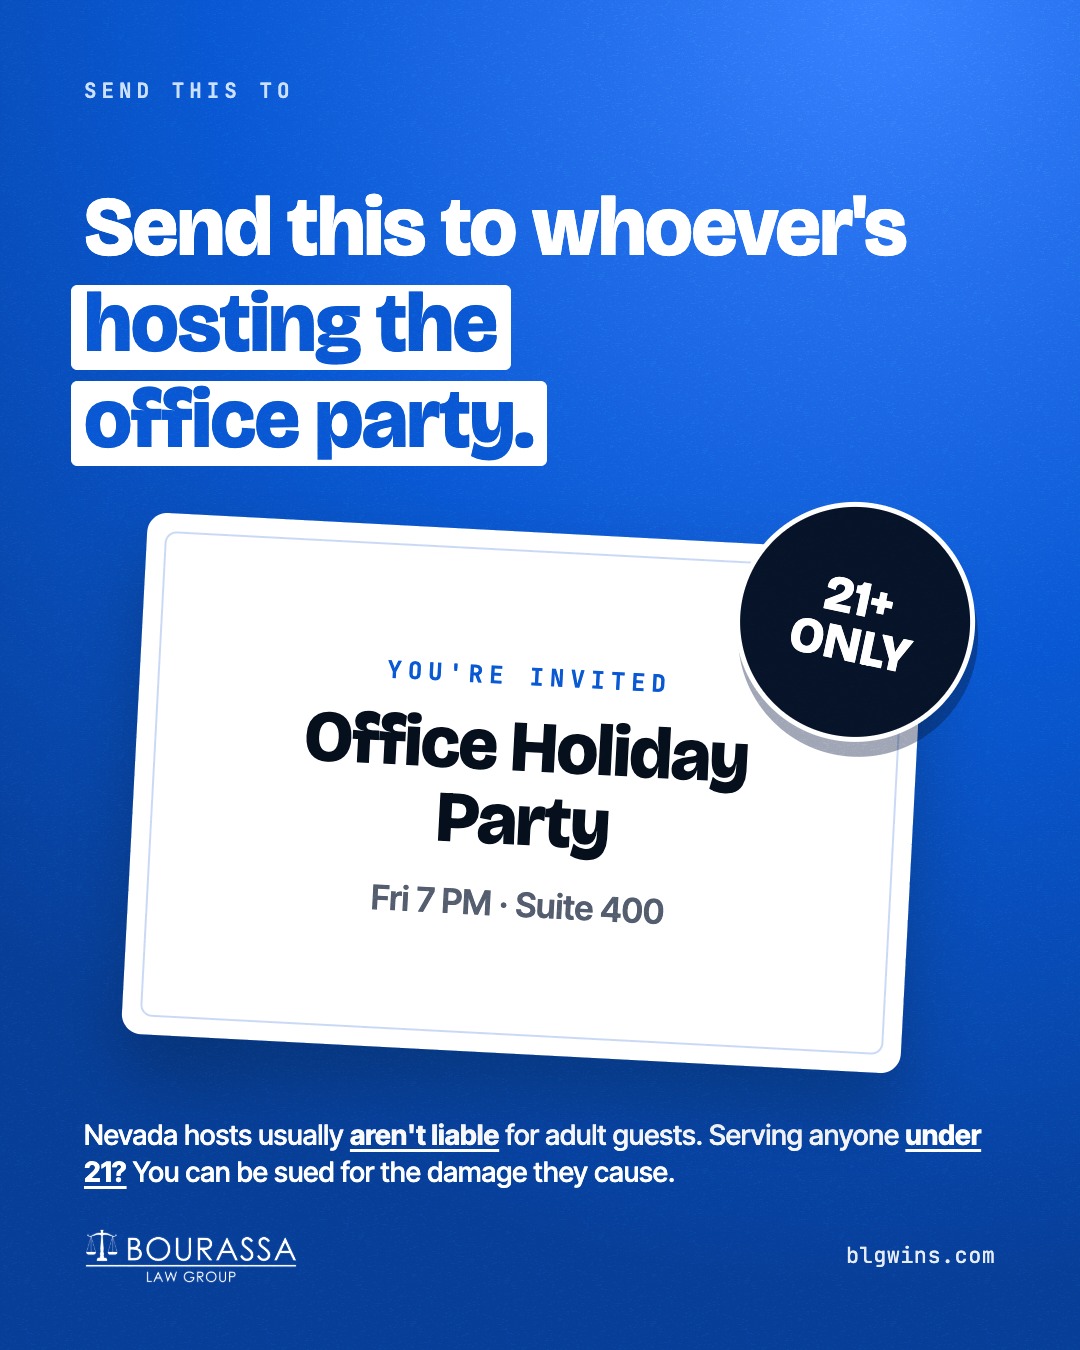 SEND THIS TO
Send this to whoever's
hosting the
office party.
21+
ONLY
YOU'RE INVITED
Office Holiday
Party
Fri 7 PM · Suite 400
Nevada hosts usually aren't liable for adult guests. Serving anyone under
21? You can be sued for the damage they cause.
BOURASSA
LAW GROUP
blgwins.com